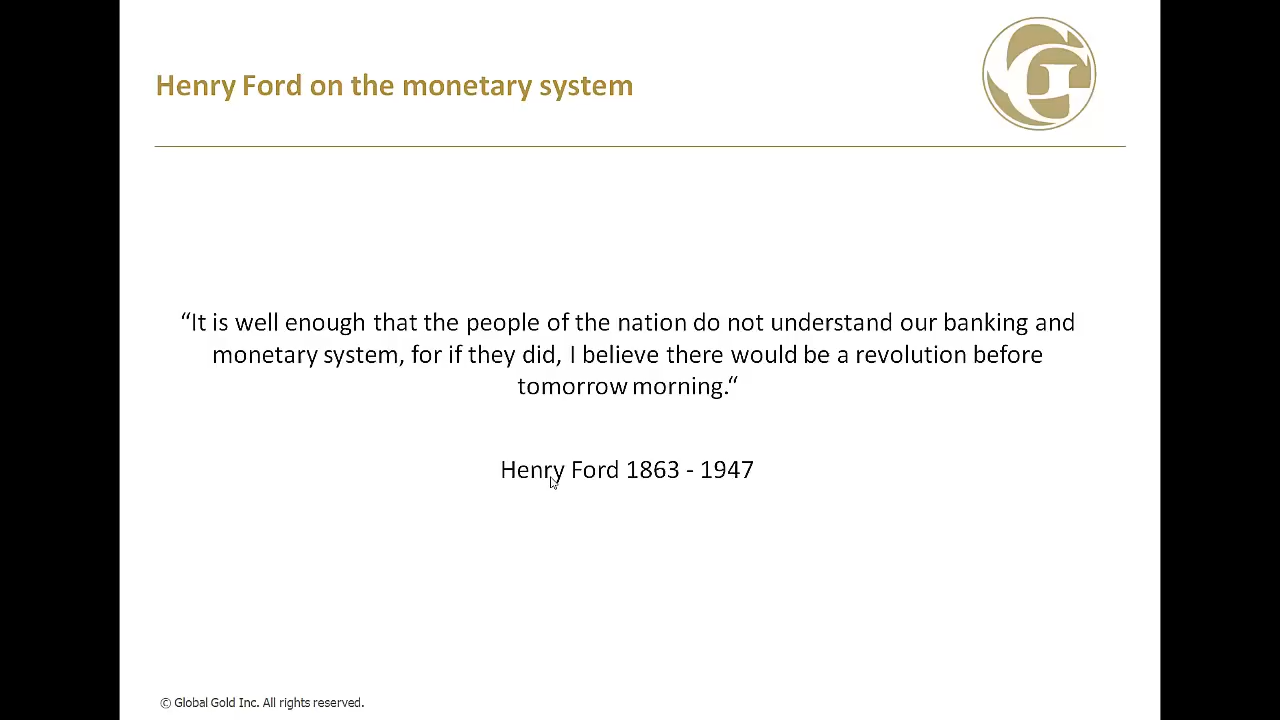 Henry Ford on the monetary system
“It is well enough that the people of the nation do not understand our banking and
monetary system, for if they did, I believe there would be a revolution before
tomorrow morning.“
Henry Ford 1863 - 1947
© Global Gold Inc. All rights reserved.